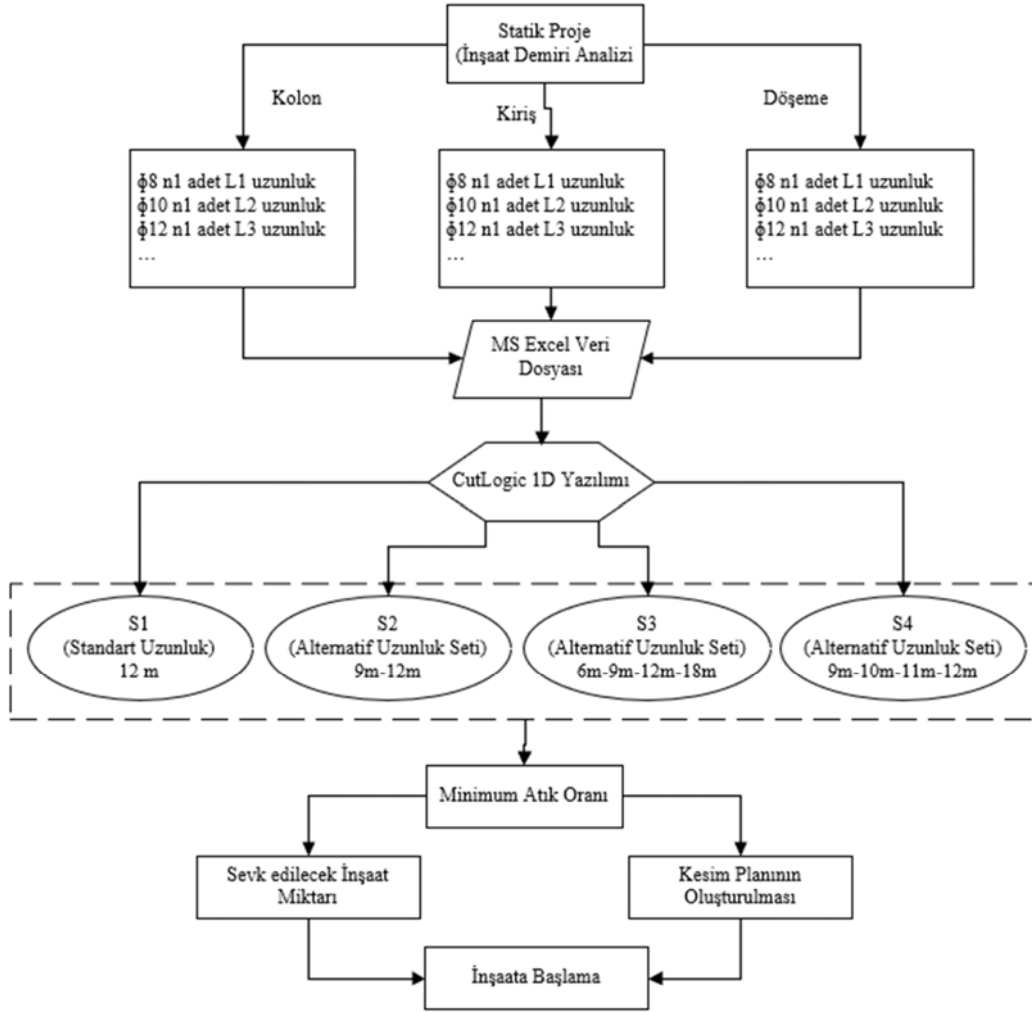 Statik Proje
(İnşaat Demiri Analizi
Kolon
Kiriş
Döşeme
ϕ8 n1 adet L1 uzunluk
ϕ10 n1 adet L2 uzunluk
ϕ12 n1 adet L3 uzunluk
…
ϕ8 n1 adet L1 uzunluk
ϕ10 n1 adet L2 uzunluk
ϕ12 n1 adet L3 uzunluk
…
ϕ8 n1 adet L1 uzunluk
ϕ10 n1 adet L2 uzunluk
ϕ12 n1 adet L3 uzunluk
…
MS Excel Veri
Dosyası
CutLogic 1D Yazılımı
S1
(Standart Uzunluk)
12 m
S2
(Alternatif Uzunluk Seti)
9m-12m
S3
(Alternatif Uzunluk Seti)
6m-9m-12m-18m
S4
(Alternatif Uzunluk Seti)
9m-10m-11m-12m
Minimum Atık Oranı
Sevk edilecek İnşaat
Miktarı
Kesim Planının
Oluşturulması
İnşaata Başlama